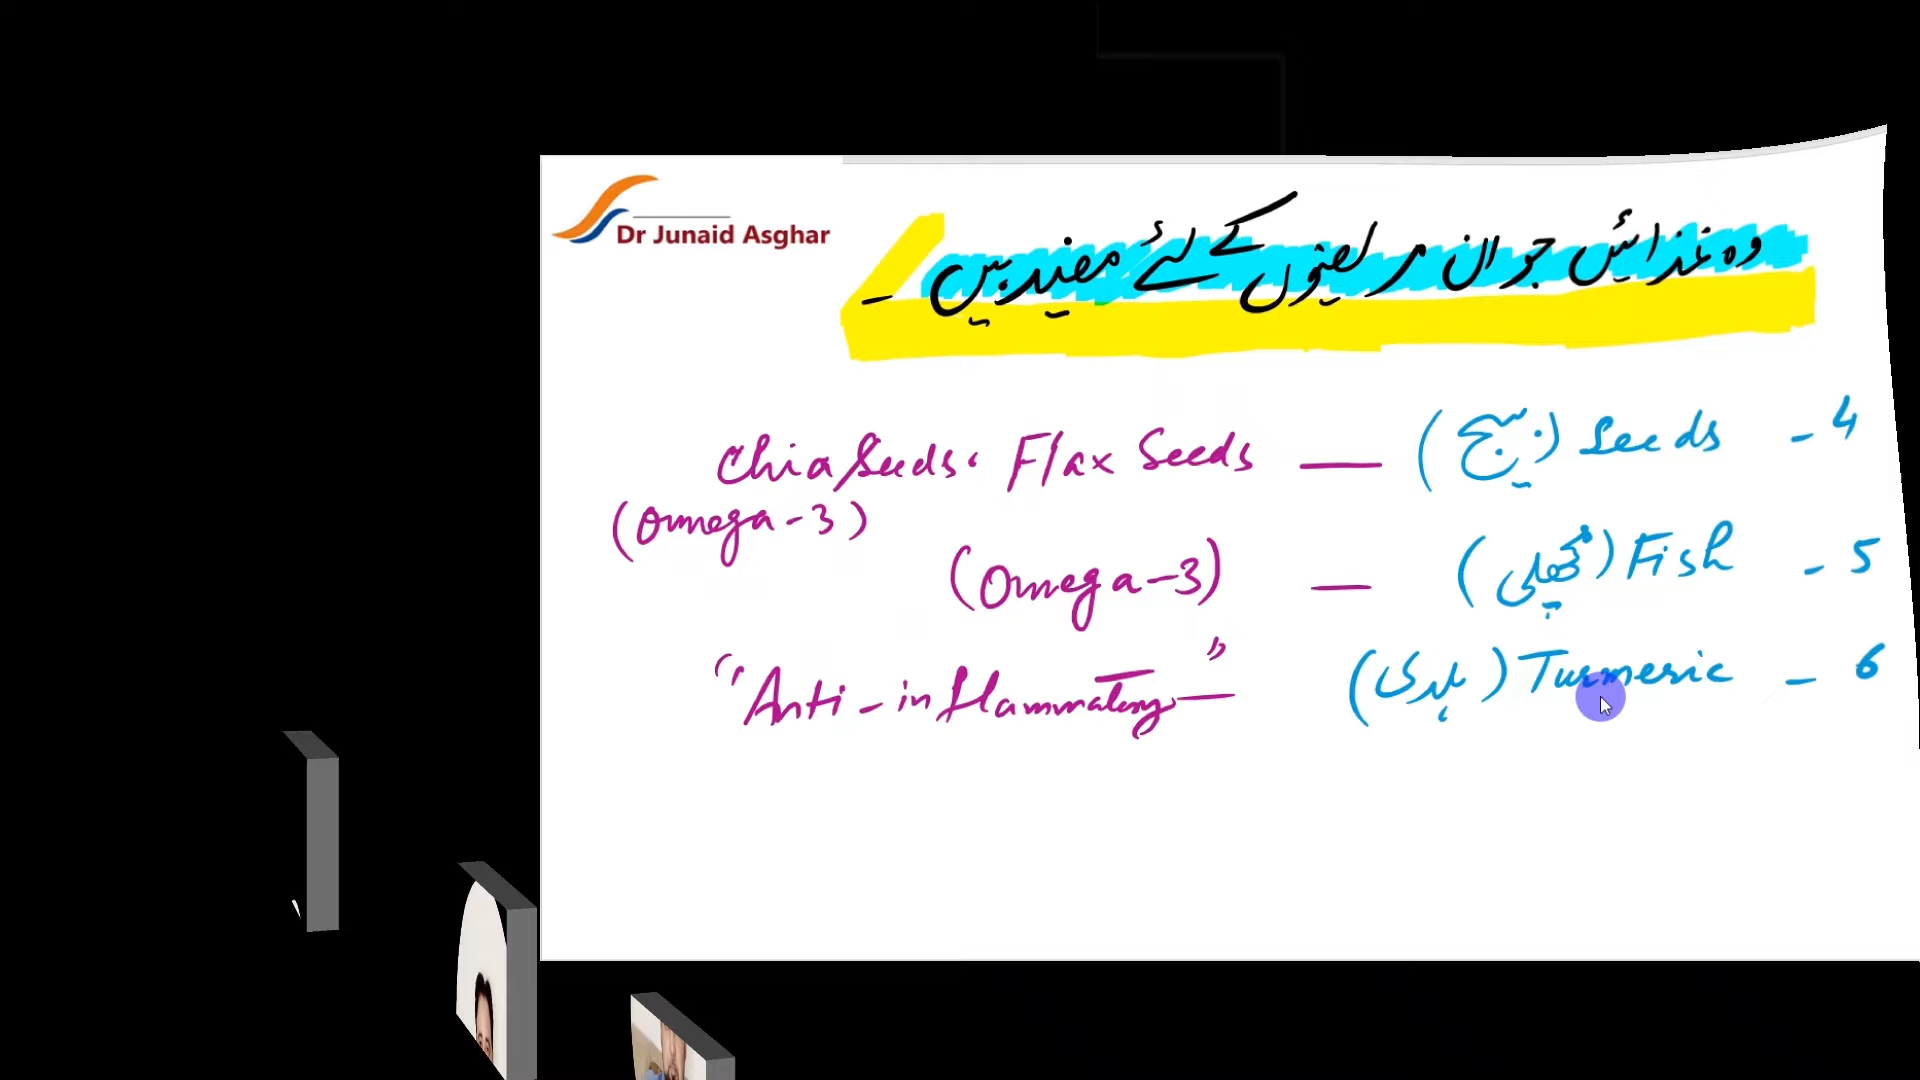 Dr Junaid Asghar
وہ غذائیں جو ان مریضوں کے لئے مفید ہیں ۔
4 - Seeds (بیج) — Flax Seeds، Chia Seeds
(Omega-3)
5 - Fish (مچھلی) — (Omega-3)
6 - Turmeric (ہلدی) — "Anti-inflammatory"